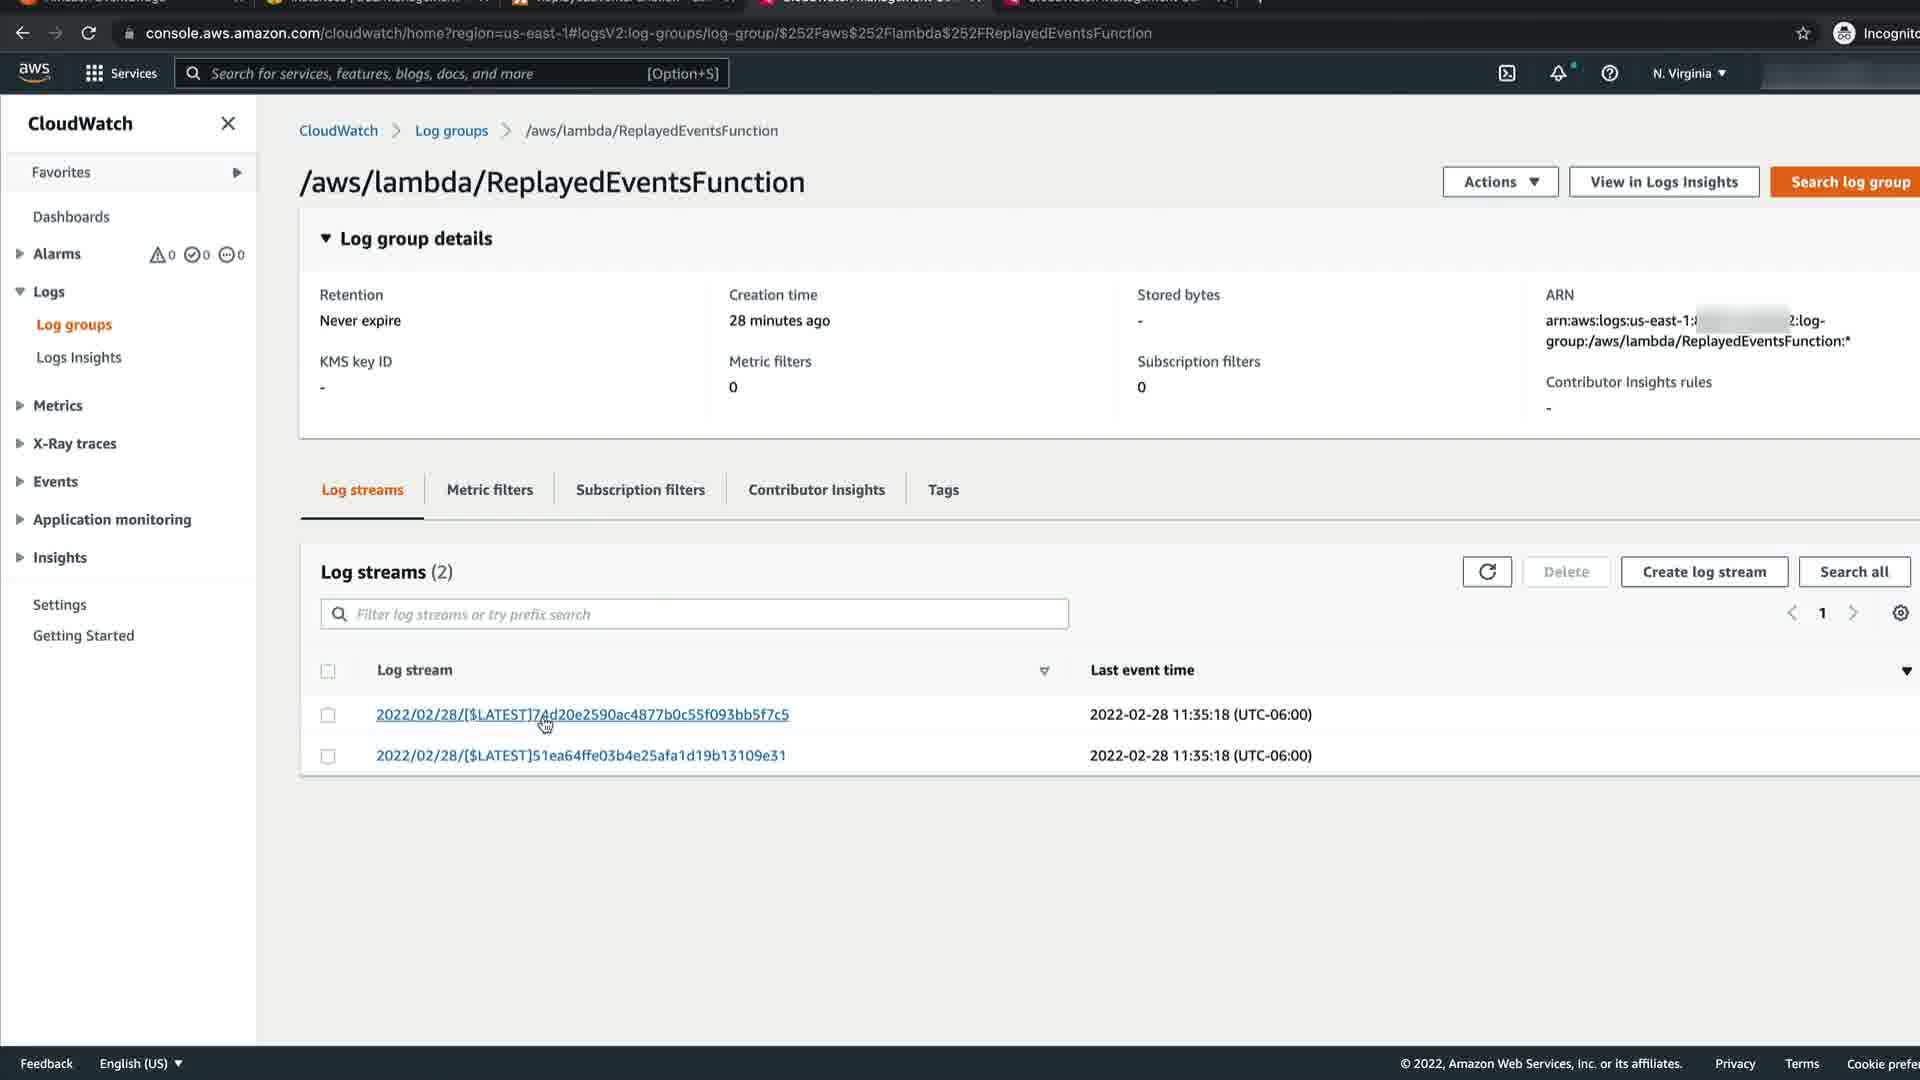 console.aws.amazon.com/cloudwatch/home?region=us-east-1#logsV2:log-groups/log-group/$252Faws$252Flambda$252FReplayedEventsFunction
Incognito
aws
Services
Search for services, features, blogs, docs, and more
[Option+S]
N. Virginia
CloudWatch
Favorites
Dashboards
Alarms
0 0 0
Logs
Log groups
Logs Insights
Metrics
X-Ray traces
Events
Application monitoring
Insights
Settings
Getting Started
CloudWatch > Log groups > /aws/lambda/ReplayedEventsFunction
/aws/lambda/ReplayedEventsFunction
Actions
View in Logs Insights
Search log group
Log group details
Retention
Never expire
KMS key ID
-
Creation time
28 minutes ago
Metric filters
0
Stored bytes
-
Subscription filters
0
ARN
arn:aws:logs:us-east-1: 2:log-
group:/aws/lambda/ReplayedEventsFunction:*
Contributor Insights rules
-
Log streams
Metric filters
Subscription filters
Contributor Insights
Tags
Log streams (2)
Delete
Create log stream
Search all
Filter log streams or try prefix search
1
Log stream
Last event time
2022/02/28/[$LATEST]74d20e2590ac4877b0c55f093bb5f7c5
2022-02-28 11:35:18 (UTC-06:00)
2022/02/28/[$LATEST]51ea64ffe03b4e25afa1d19b13109e31
2022-02-28 11:35:18 (UTC-06:00)
Feedback
English (US)
© 2022, Amazon Web Services, Inc. or its affiliates.
Privacy
Terms
Cookie prefe